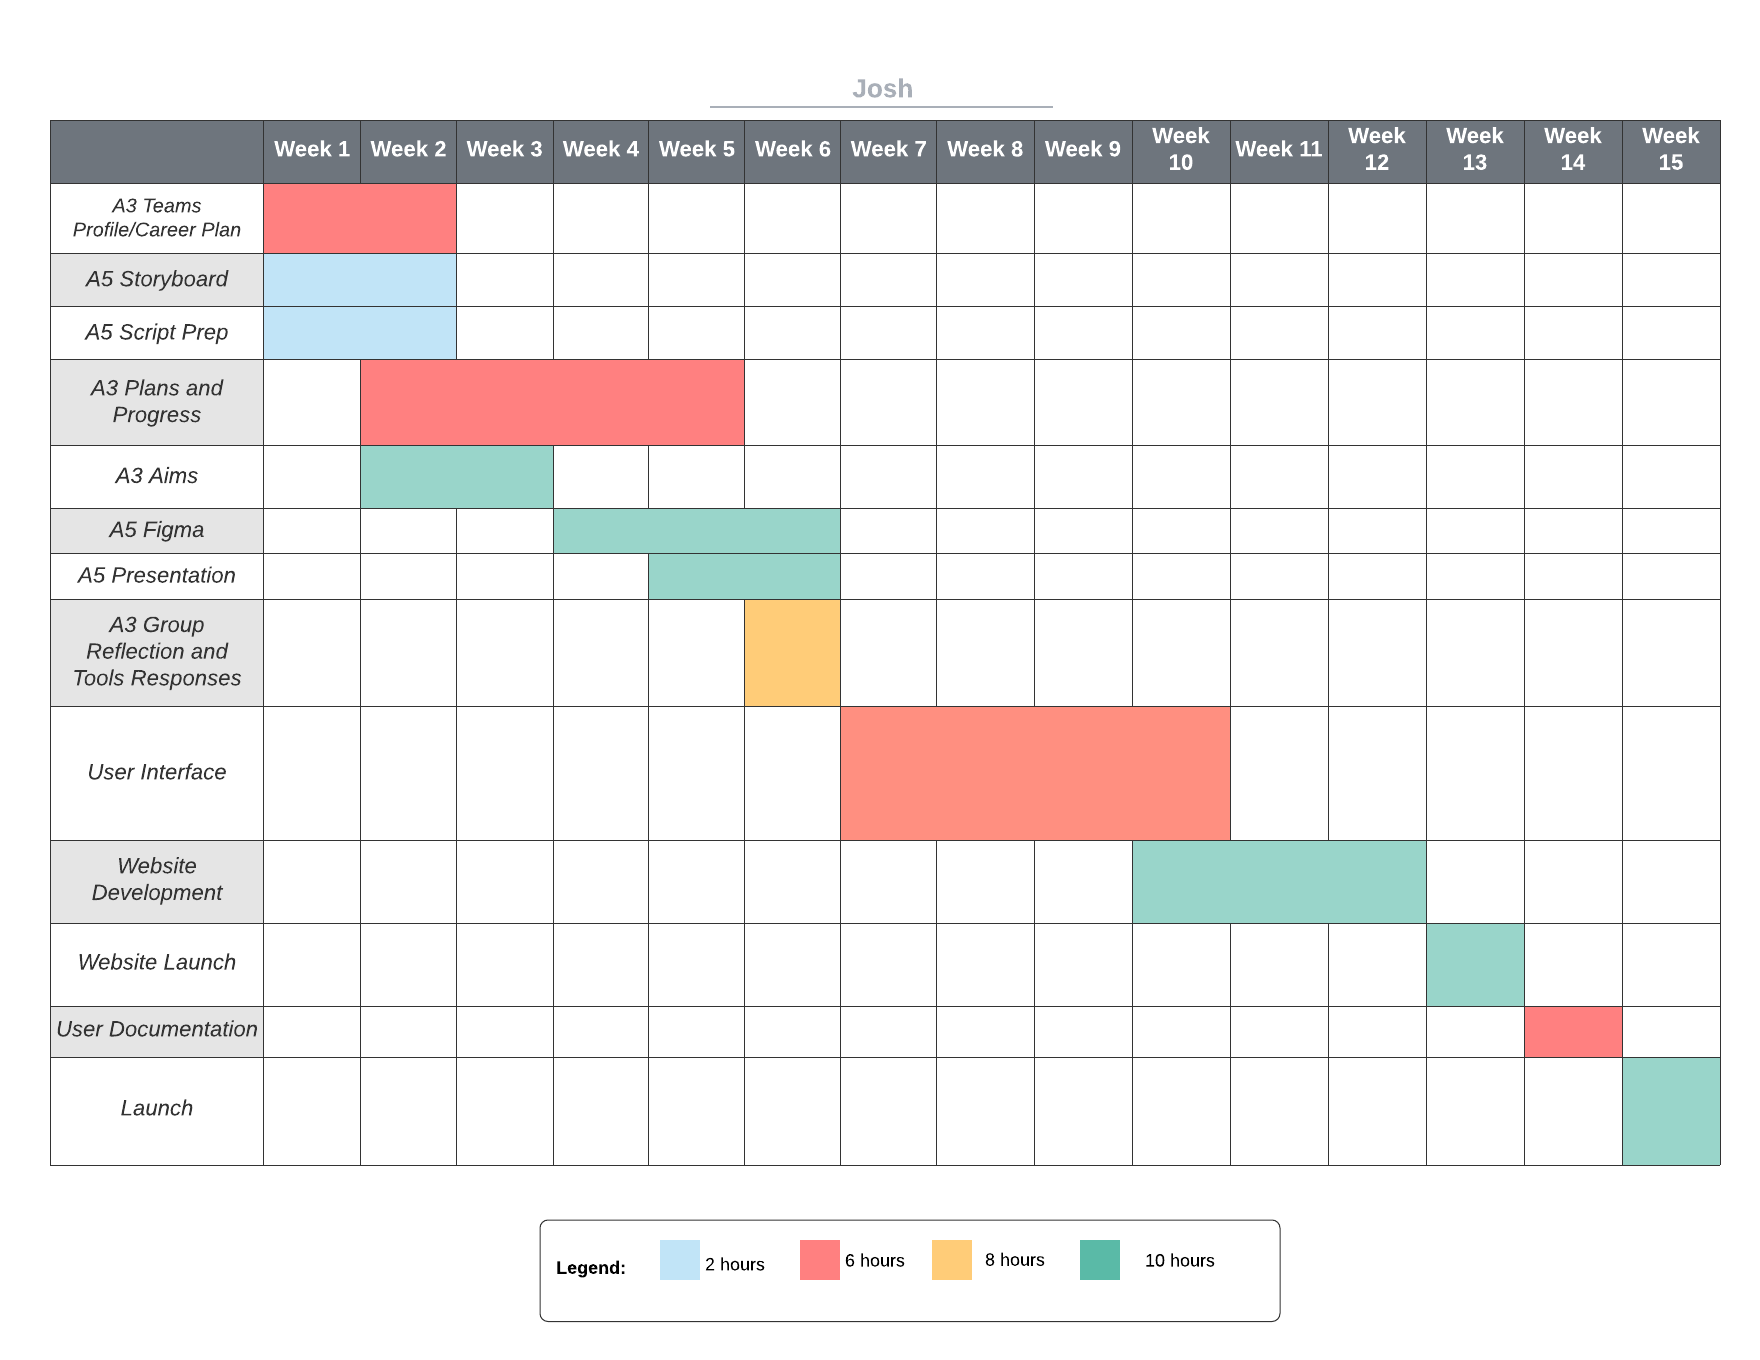 Josh
Week 1 Week 2 Week 3 Week 4 Week 5 Week 6 Week 7 Week 8 Week 9 Week 10 Week 11 Week 12 Week 13 Week 14 Week 15
A3 Teams
Profile/Career Plan
A5 Storyboard
A5 Script Prep
A3 Plans and
Progress
A3 Aims
A5 Figma
A5 Presentation
A3 Group
Reflection and
Tools Responses
User Interface
Website
Development
Website Launch
User Documentation
Launch
Legend: 2 hours 6 hours 8 hours 10 hours